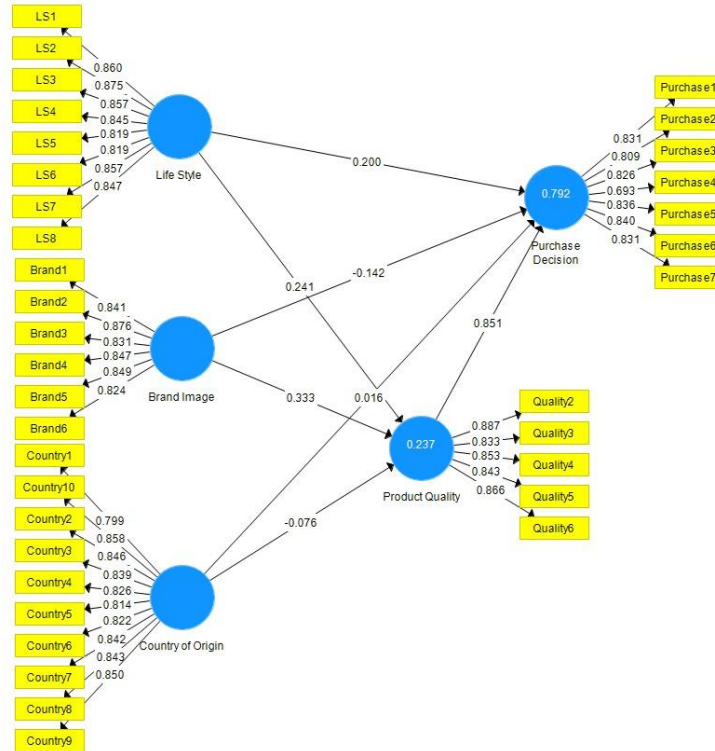 LS1
LS2
LS3
LS4
LS5
LS6
LS7
LS8
0.860
0.875
0.857
0.845
0.819
0.819
0.857
0.847
Life Style
Brand1
Brand2
Brand3
Brand4
Brand5
Brand6
0.841
0.876
0.831
0.847
0.849
0.824
Brand Image
Country1
Country10
Country2
Country3
Country4
Country5
Country6
Country7
Country8
Country9
0.799
0.858
0.846
0.839
0.826
0.814
0.822
0.842
0.843
0.850
Country of Origin
0.200
-0.142
0.241
0.333
0.016
-0.076
0.851
0.792
Purchase
Decision
0.831
0.809
0.826
0.693
0.836
0.840
0.831
Purchase1
Purchase2
Purchase3
Purchase4
Purchase5
Purchase6
Purchase7
0.237
Product Quality
0.887
0.833
0.853
0.843
0.866
Quality2
Quality3
Quality4
Quality5
Quality6